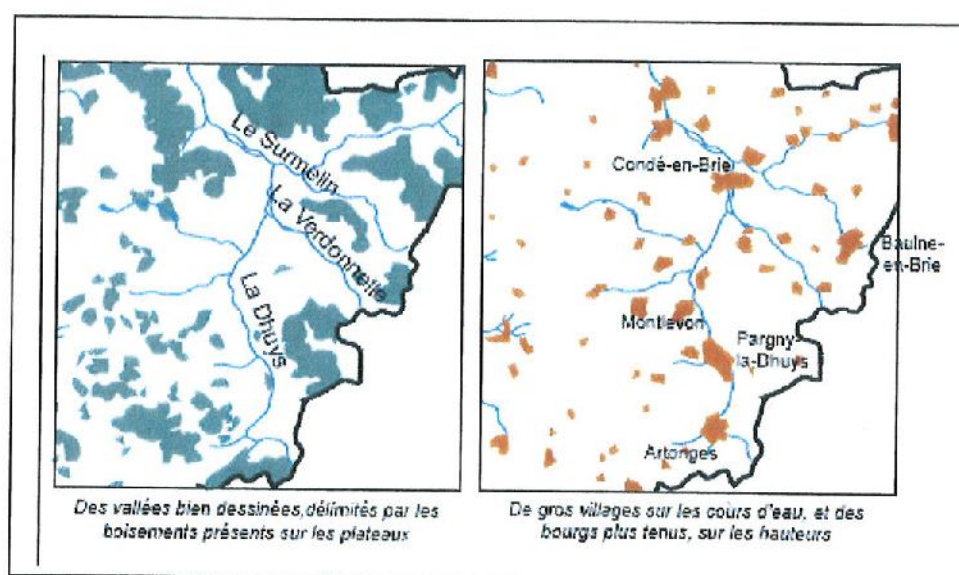 Le Surmelin
La Verdonnelle
La Dhuys
Des vallées bien dessinées,délimités par les
boisements présents sur les plateaux
Condé-en-Brie
Baulne-
en-Brie
Montlevon
Pargny-
la-Dhuys
Artonges
De gros villages sur les cours d'eau, et des
bourgs plus tenus, sur les hauteurs